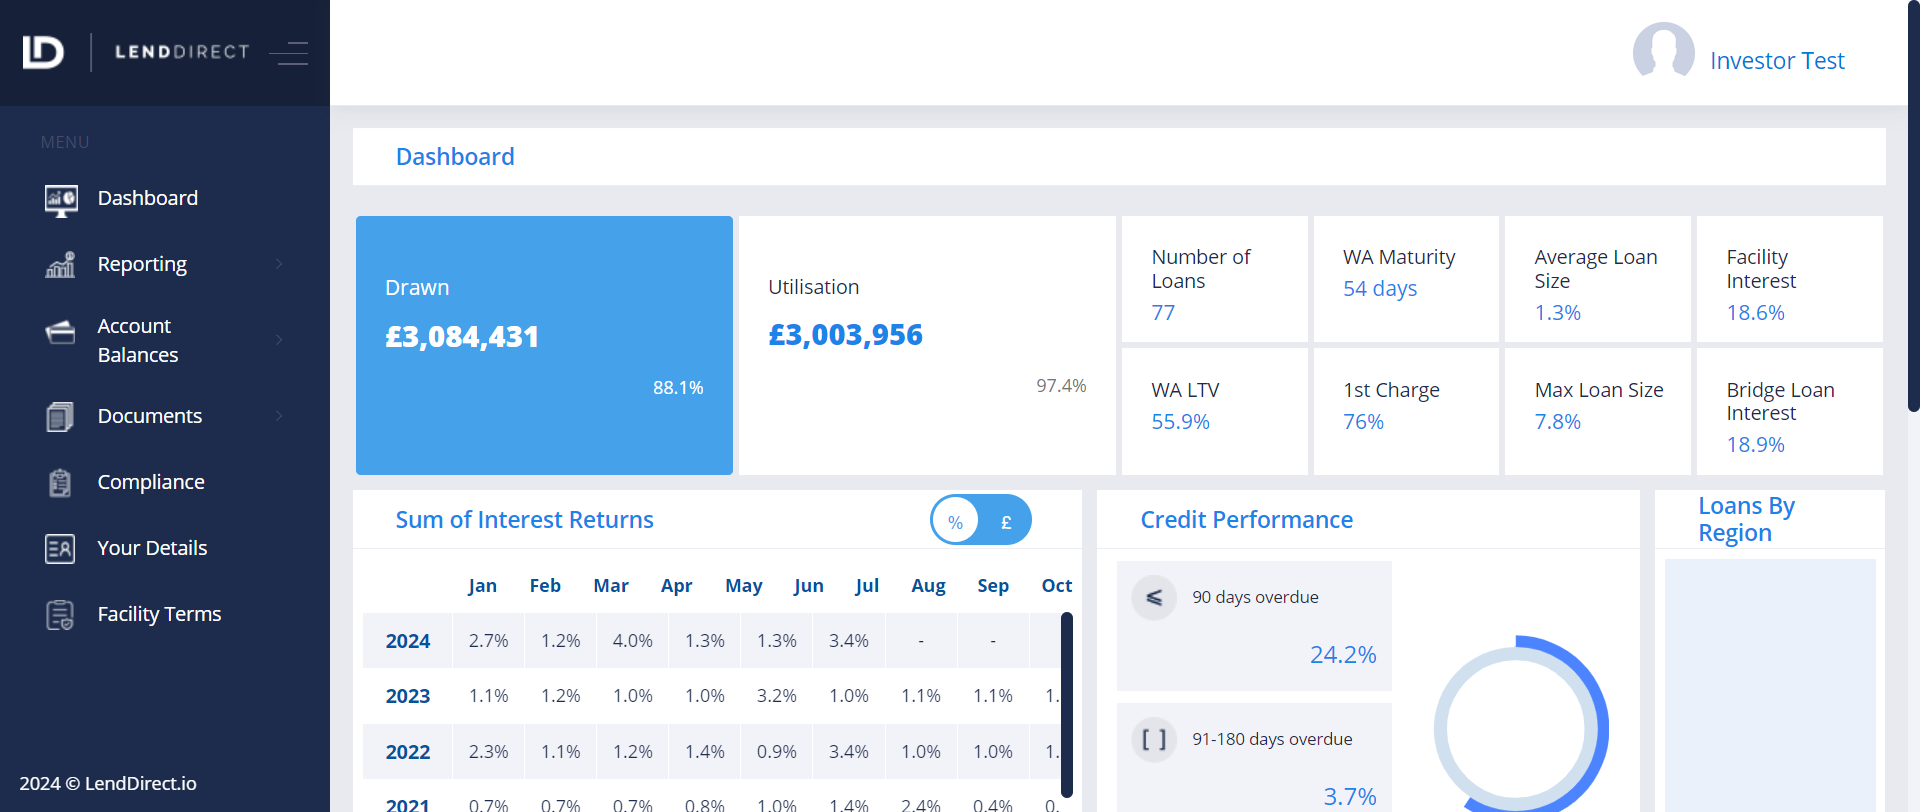 LENDDIRECT
Investor Test
MENU
Dashboard
Reporting
Account
Balances
Documents
Compliance
Your Details
Facility Terms
2024 © LendDirect.io
Dashboard
Drawn
£3,084,431
88.1%
Utilisation
£3,003,956
97.4%
Number of
Loans
77
WA Maturity
54 days
Average Loan
Size
1.3%
Facility
Interest
18.6%
WA LTV
55.9%
1st Charge
76%
Max Loan Size
7.8%
Bridge Loan
Interest
18.9%
Sum of Interest Returns
% £
Jan Feb Mar Apr May Jun Jul Aug Sep Oct
2024 2.7% 1.2% 4.0% 1.3% 1.3% 3.4% - -
2023 1.1% 1.2% 1.0% 1.0% 3.2% 1.0% 1.1% 1.1% 1.
2022 2.3% 1.1% 1.2% 1.4% 0.9% 3.4% 1.0% 1.0% 1.
2021 0.7% 0.7% 0.7% 0.8% 1.0% 1.4% 2.4% 0.4% 0.
Credit Performance
⩽ 90 days overdue
24.2%
[ ] 91-180 days overdue
3.7%
Loans By
Region